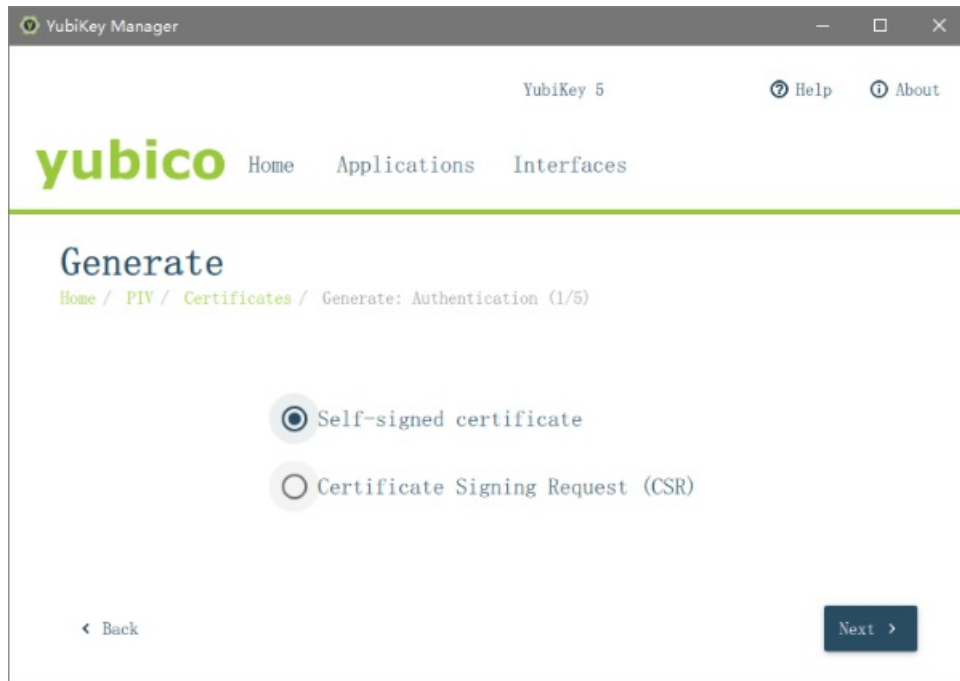 YubiKey Manager
YubiKey 5
Help
About
yubico
Home
Applications
Interfaces
Generate
Home / PIV / Certificates / Generate: Authentication (1/5)
Self-signed certificate
Certificate Signing Request (CSR)
Back
Next